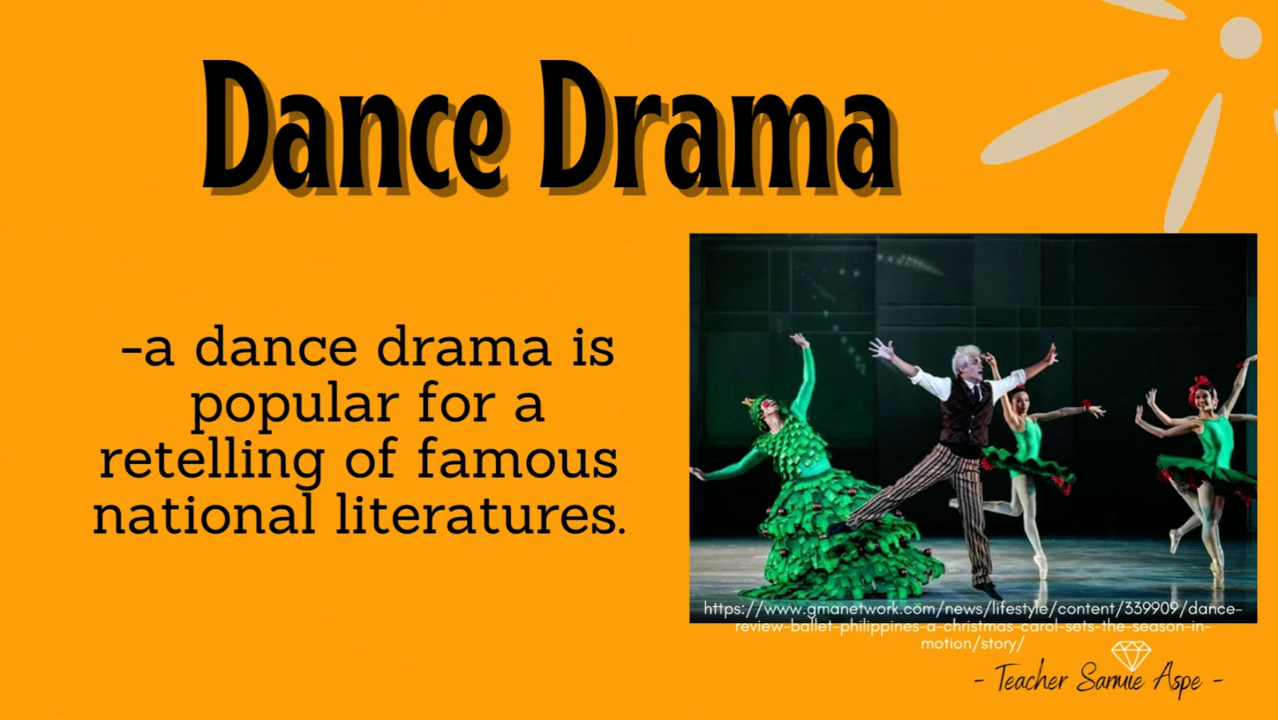 Dance Drama
-a dance drama is
popular for a
retelling of famous
national literatures.
https://www.gmanetwork.com/news/lifestyle/content/339909/dance-
review-ballet-philippines-a-christmas-carol-sets-the-season-in-
motion/story/
- Teacher Samie Aspe -